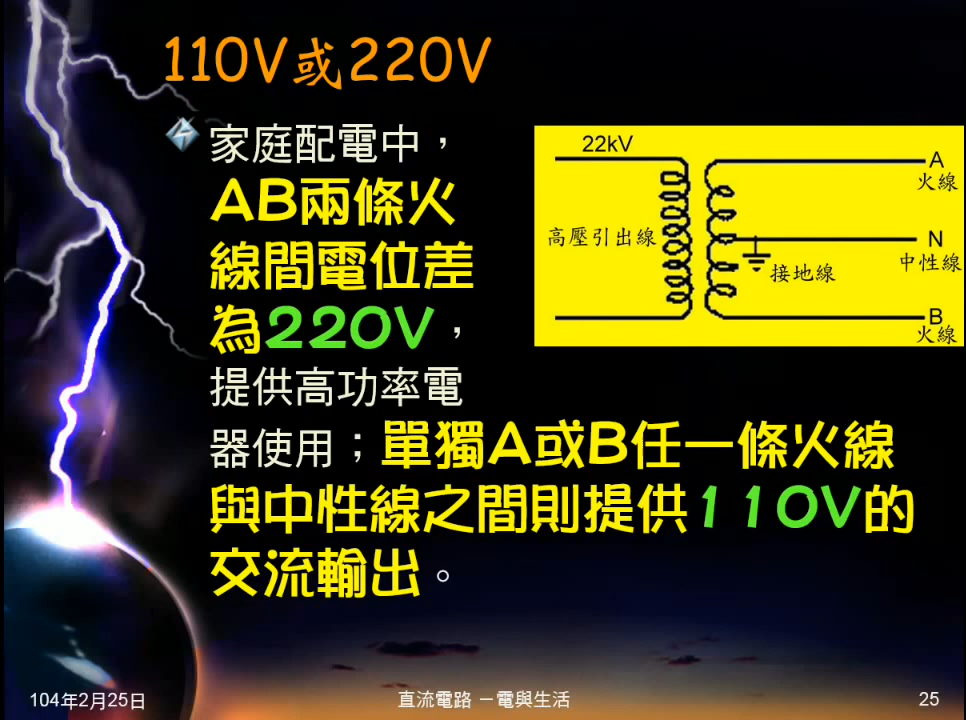 110V或220V
家庭配電中，
AB兩條火
線間電位差
為220V，
提供高功率電
器使用；單獨A或B任一條火線
與中性線之間則提供110V的
交流輸出。
22kV
高壓引出線
A
火線
N
中性線
接地線
B
火線
104年2月25日
直流電路 －電與生活
25